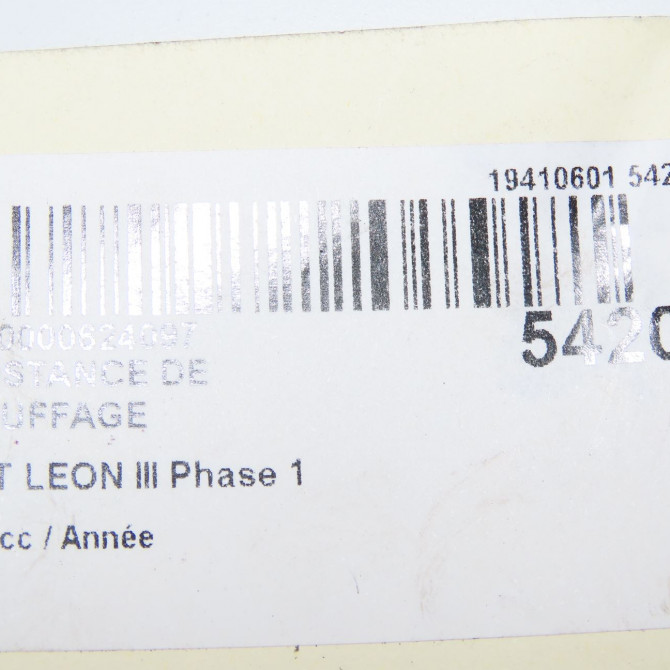 19410601 542
0000624097
5420
STANCE DE
UFFAGE
T LEON III Phase 1
cc / Année